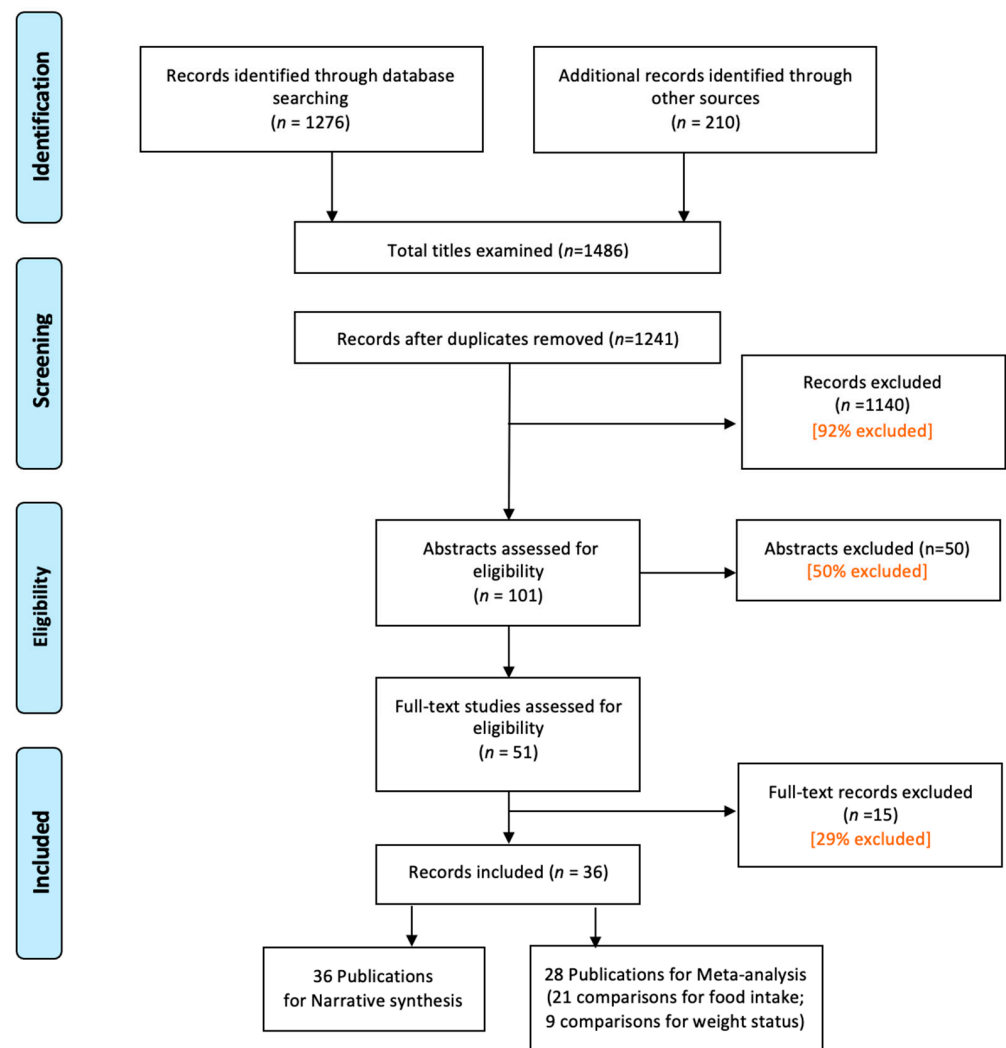 Identification
Records identified through database
searching
(n = 1276)
Additional records identified through
other sources
(n = 210)
Total titles examined (n=1486)
Screening
Records after duplicates removed (n=1241)
Records excluded
(n =1140)
[92% excluded]
Eligibility
Abstracts assessed for
eligibility
(n = 101)
Abstracts excluded (n=50)
[50% excluded]
Full-text studies assessed for
eligibility
(n = 51)
Included
Full-text records excluded
(n =15)
[29% excluded]
Records included (n = 36)
36 Publications
for Narrative synthesis
28 Publications for Meta-analysis
(21 comparisons for food intake;
9 comparisons for weight status)